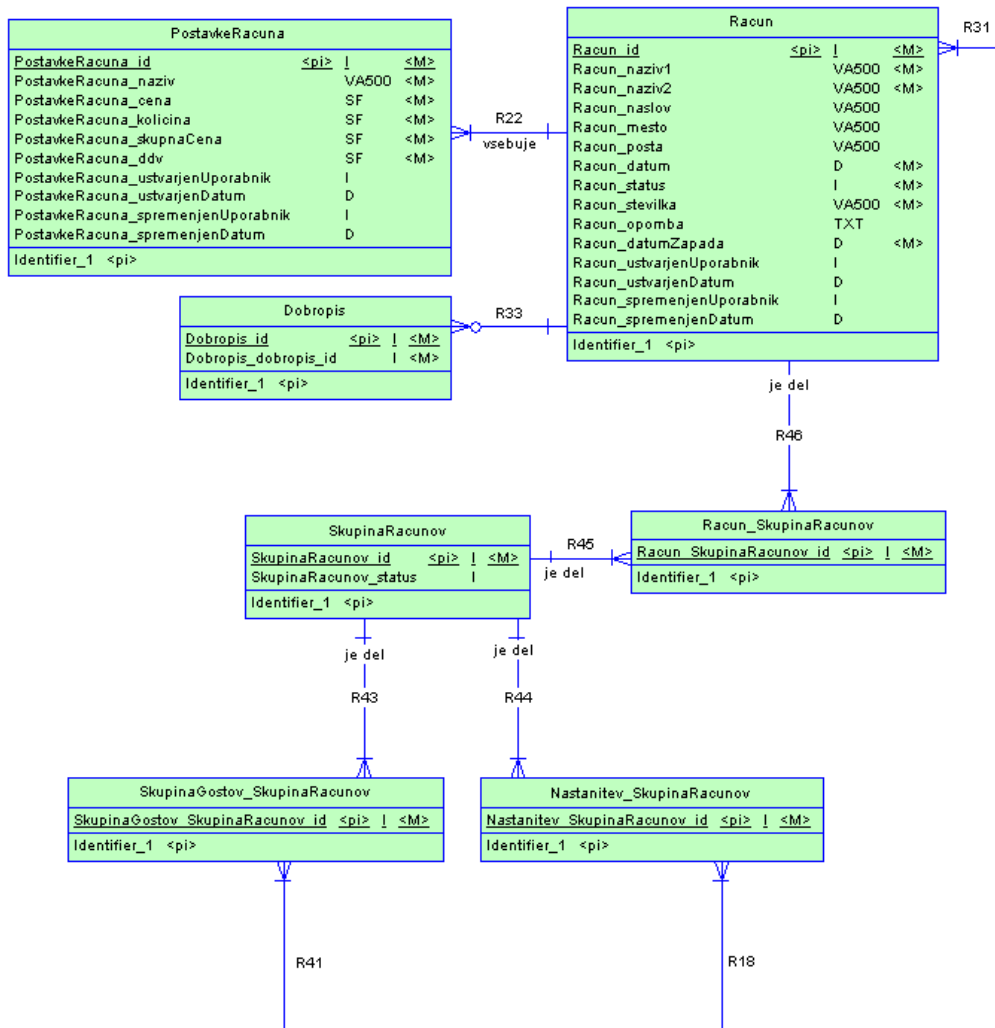 PostavkeRacuna
PostavkeRacuna_id <pi> I <M>
PostavkeRacuna_naziv VA500 <M>
PostavkeRacuna_cena SF <M>
PostavkeRacuna_kolicina SF <M>
PostavkeRacuna_skupnaCena SF <M>
PostavkeRacuna_ddv SF <M>
PostavkeRacuna_ustvarjenUporabnik I
PostavkeRacuna_ustvarjenDatum D
PostavkeRacuna_spremenjenUporabnik I
PostavkeRacuna_spremenjenDatum D
Identifier_1 <pi>
R22
vsebuje
Racun
Racun_id <pi> I <M>
Racun_naziv1 VA500 <M>
Racun_naziv2 VA500 <M>
Racun_naslov VA500
Racun_mesto VA500
Racun_posta VA500
Racun_datum D <M>
Racun_status I <M>
Racun_stevilka VA500 <M>
Racun_opomba TXT
Racun_datumZapada D <M>
Racun_ustvarjenUporabnik I
Racun_ustvarjenDatum D
Racun_spremenjenUporabnik I
Racun_spremenjenDatum D
Identifier_1 <pi>
R31
Dobropis
Dobropis_id <pi> I <M>
Dobropis_dobropis_id I <M>
Identifier_1 <pi>
R33
je del
R46
SkupinaRacunov
SkupinaRacunov_id <pi> I <M>
SkupinaRacunov_status I
Identifier_1 <pi>
R45
je del
Racun_SkupinaRacunov
Racun_SkupinaRacunov_id <pi> I <M>
Identifier_1 <pi>
je del
R43
je del
R44
SkupinaGostov_SkupinaRacunov
SkupinaGostov_SkupinaRacunov_id <pi> I <M>
Identifier_1 <pi>
Nastanitev_SkupinaRacunov
Nastanitev_SkupinaRacunov_id <pi> I <M>
Identifier_1 <pi>
R41
R18